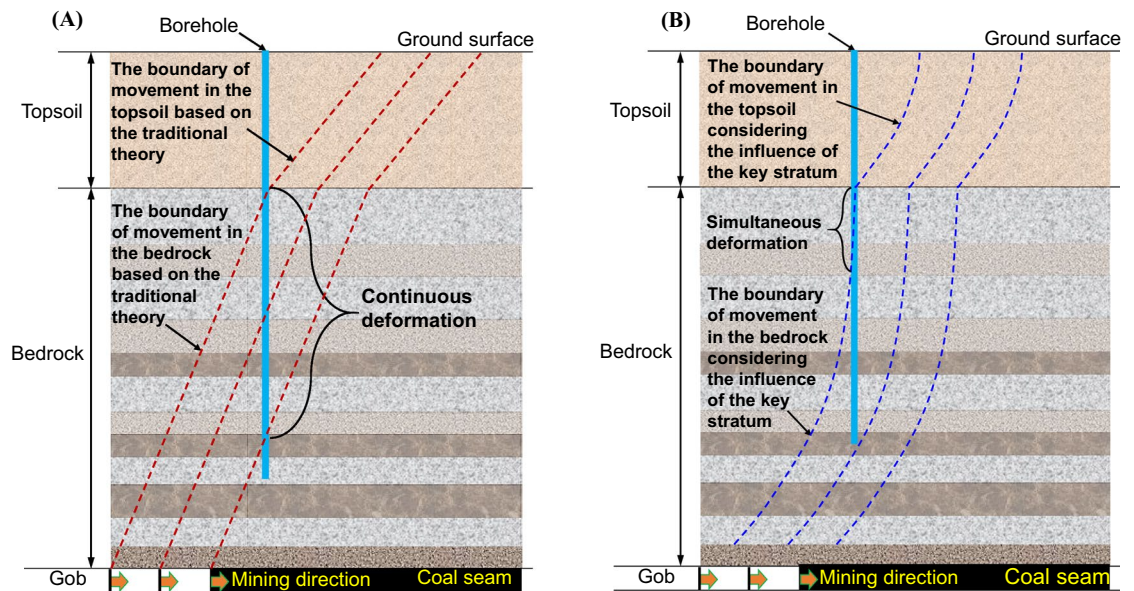 (A)
Borehole
Ground surface
Topsoil
The boundary of
movement in the
topsoil based on
the traditional
theory
The boundary
of movement in
the bedrock
based on the
traditional
theory
Continuous
deformation
Bedrock
Gob
Mining direction
Coal seam
(B)
Borehole
Ground surface
Topsoil
The boundary
of movement in
the topsoil
considering
the influence of
the key stratum
Simultaneous
deformation
The boundary
of movement
in the bedrock
considering
the influence
of the key
stratum
Bedrock
Gob
Mining direction
Coal seam